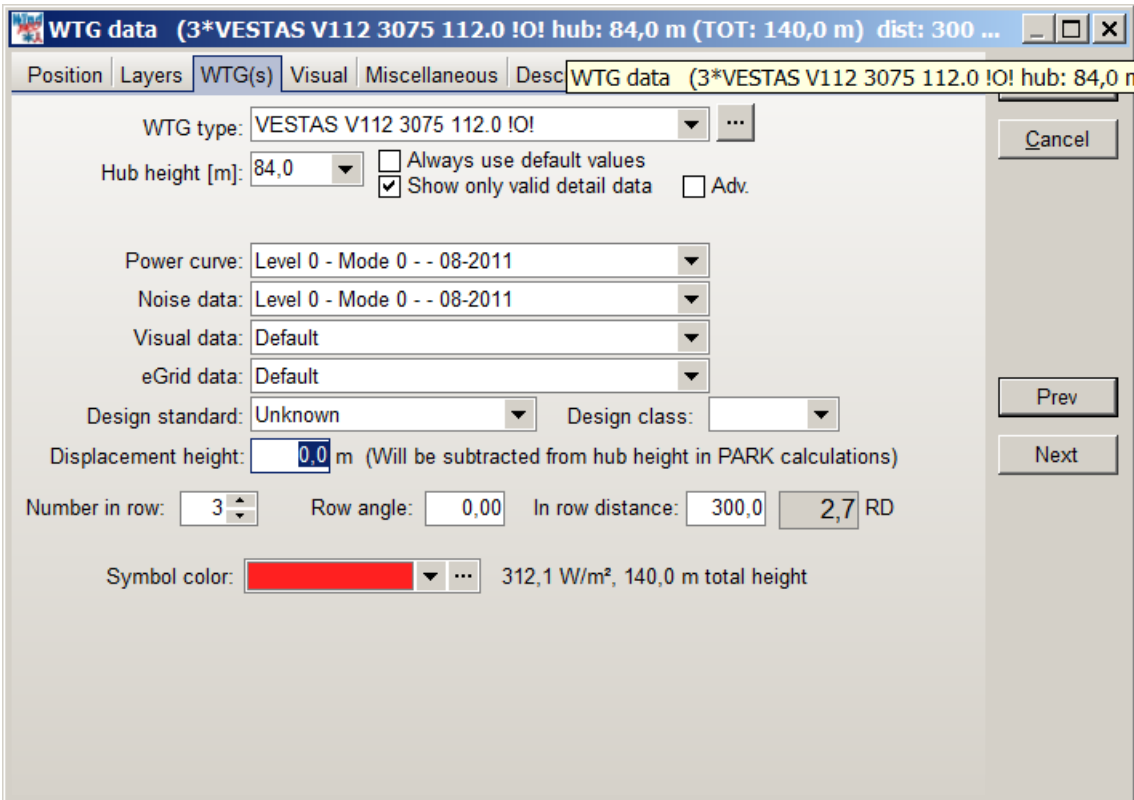 WTG data (3*VESTAS V112 3075 112.0 !O! hub: 84,0 m (TOT: 140,0 m) dist: 300 ...
Position Layers WTG(s) Visual Miscellaneous Desc
WTG data (3*VESTAS V112 3075 112.0 !O! hub: 84,0 m
WTG type: VESTAS V112 3075 112.0 !O! ...
Cancel
Hub height [m]: 84,0
Always use default values
Show only valid detail data Adv.
Power curve: Level 0 - Mode 0 - - 08-2011
Noise data: Level 0 - Mode 0 - - 08-2011
Visual data: Default
eGrid data: Default
Prev
Design standard: Unknown Design class:
Displacement height: 0,0 m (Will be subtracted from hub height in PARK calculations)
Next
Number in row: 3 Row angle: 0,00 In row distance: 300,0 2,7 RD
Symbol color: ... 312,1 W/m², 140,0 m total height